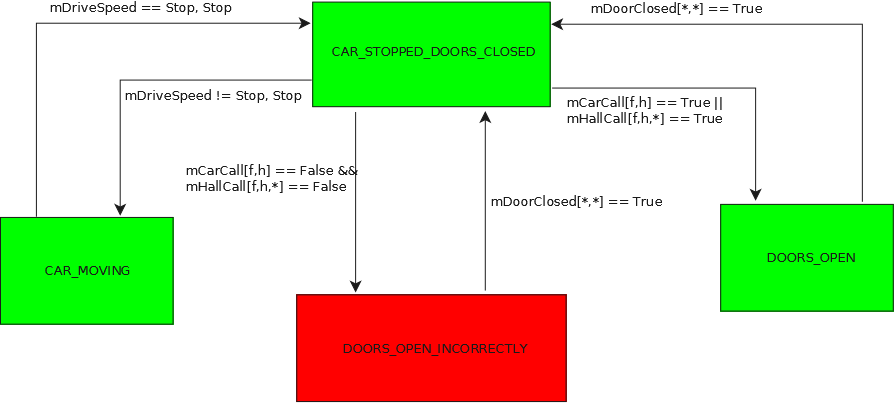 mDriveSpeed == Stop, Stop
mDoorClosed[*,*] == True
CAR_STOPPED_DOORS_CLOSED
mDriveSpeed != Stop, Stop
mCarCall[f,h] == True ||
mHallCall[f,h,*] == True
mCarCall[f,h] == False &&
mHallCall[f,h,*] == False
mDoorClosed[*,*] == True
CAR_MOVING
DOORS_OPEN
DOORS_OPEN_INCORRECTLY